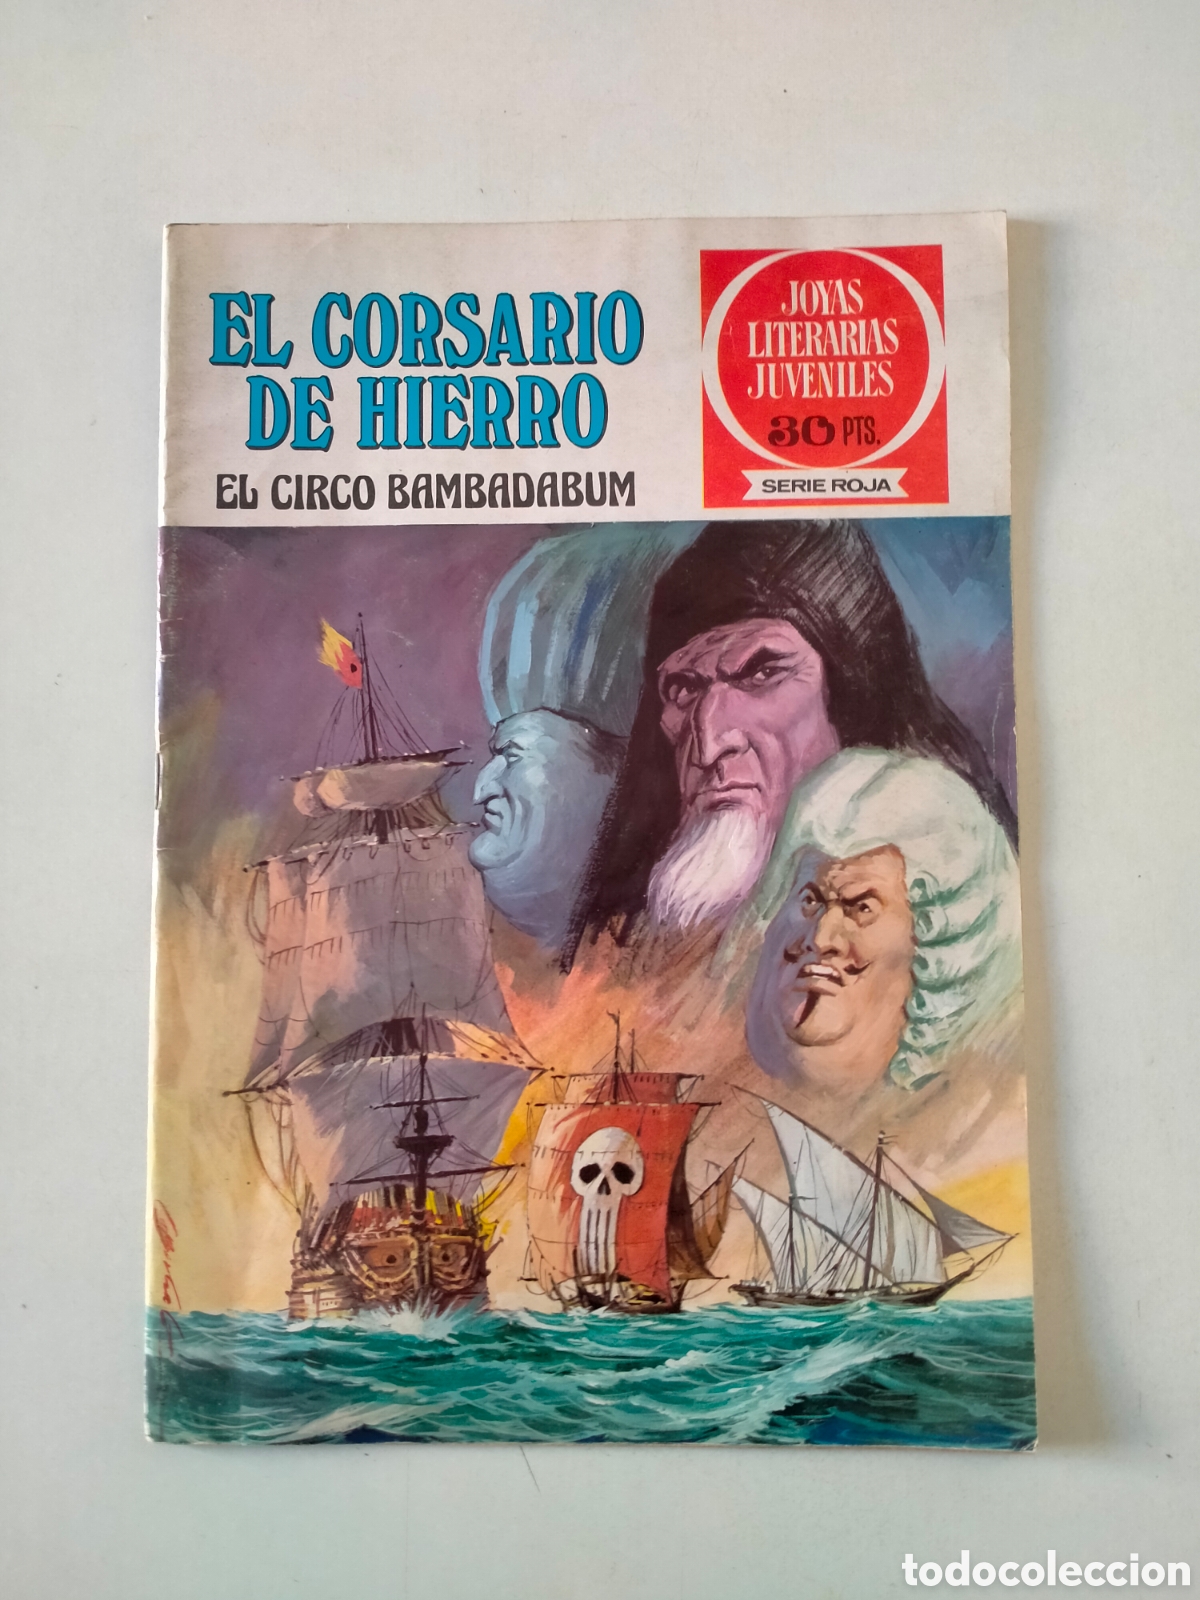 EL CORSARIO
DE HIERRO
EL CIRCO BAMBADABUM
JOYAS
LITERARIAS
JUVENILES
30 PTS.
SERIE ROJA
todocoleccion